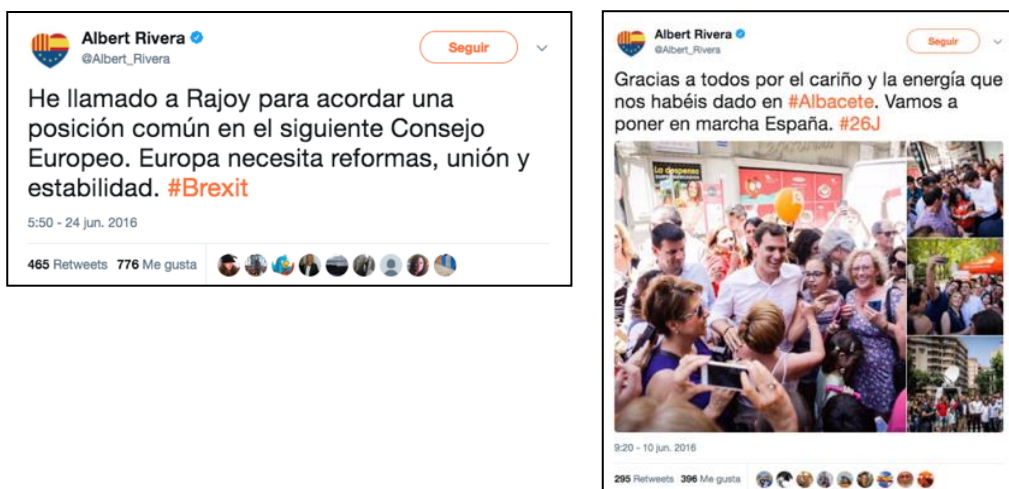 Albert Rivera
@Albert_Rivera
Seguir
He llamado a Rajoy para acordar una
posición común en el siguiente Consejo
Europeo. Europa necesita reformas, unión y
estabilidad. #Brexit
5:50 - 24 jun. 2016
465 Retweets 776 Me gusta
Albert Rivera
@Albert_Rivera
Seguir
Gracias a todos por el cariño y la energía que
nos habéis dado en #Albacete. Vamos a
poner en marcha España. #26J
La despensa
9:20 - 10 jun. 2016
295 Retweets 396 Me gusta